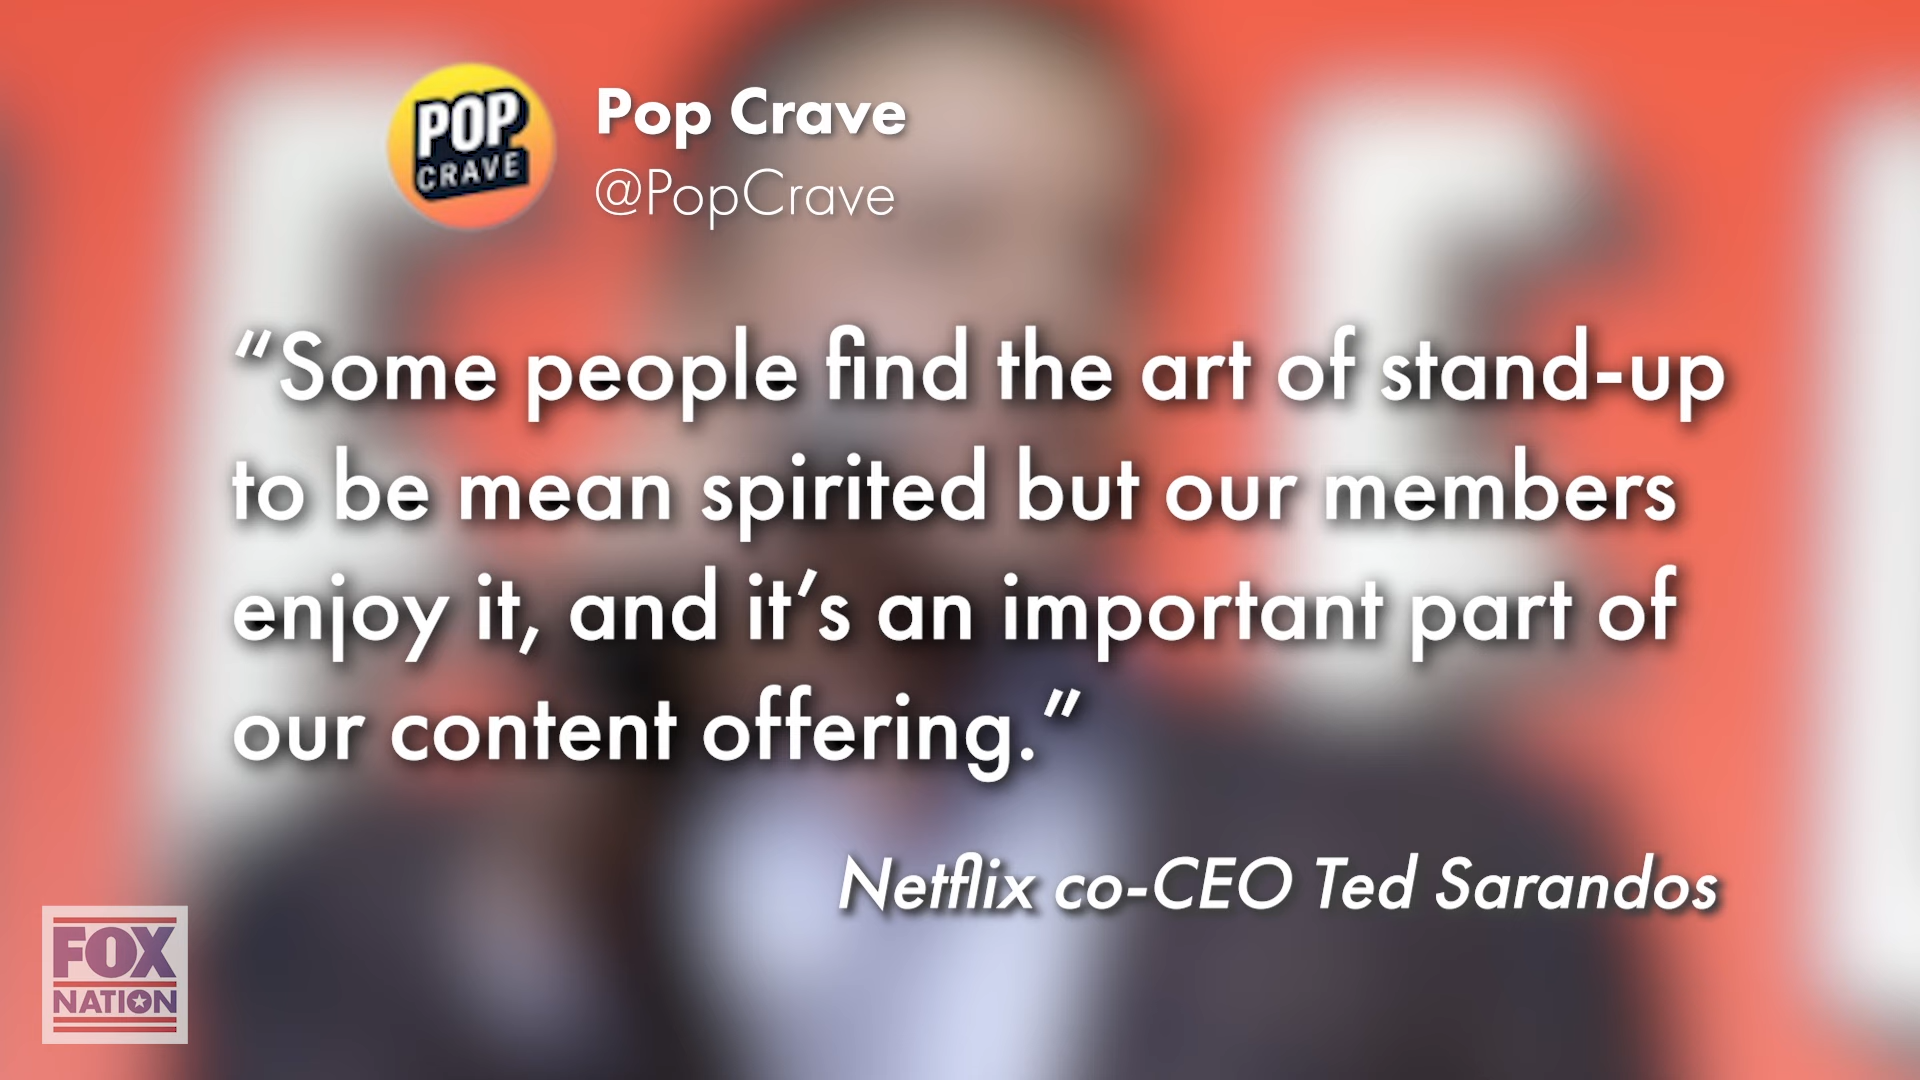 POP
CRAVE
Pop Crave
@PopCrave
“Some people find the art of stand-up
to be mean spirited but our members
enjoy it, and it’s an important part of
our content offering.”
Netflix co-CEO Ted Sarandos
FOX
NATION